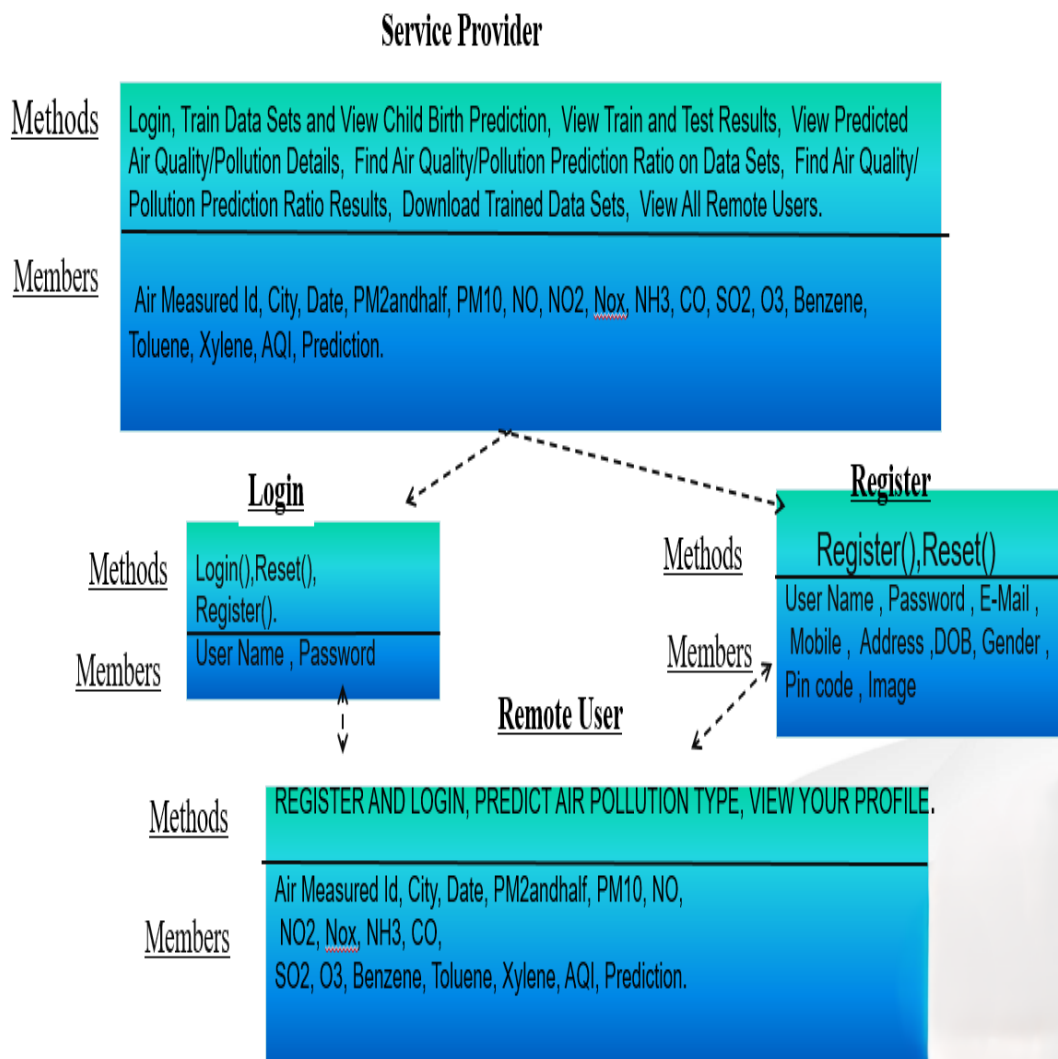 Service Provider
Methods
Login, Train Data Sets and View Child Birth Prediction, View Train and Test Results, View Predicted
Air Quality/Pollution Details, Find Air Quality/Pollution Prediction Ratio on Data Sets, Find Air Quality/
Pollution Prediction Ratio Results, Download Trained Data Sets, View All Remote Users.
Members
Air Measured Id, City, Date, PM2andhalf, PM10, NO, NO2, Nox, NH3, CO, SO2, O3, Benzene,
Toluene, Xylene, AQI, Prediction.
Login
Methods
Login(),Reset(),
Register().
Members
User Name , Password
Register
Methods
Register(),Reset()
Members
User Name , Password , E-Mail ,
Mobile , Address ,DOB, Gender ,
Pin code , Image
Remote User
Methods
REGISTER AND LOGIN, PREDICT AIR POLLUTION TYPE, VIEW YOUR PROFILE.
Members
Air Measured Id, City, Date, PM2andhalf, PM10, NO,
NO2, Nox, NH3, CO,
SO2, O3, Benzene, Toluene, Xylene, AQI, Prediction.